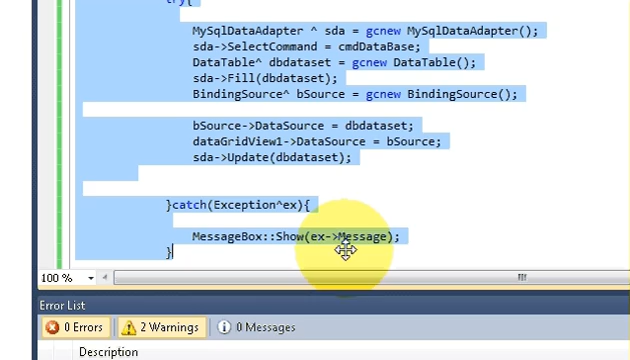 try{
MySqlDataAdapter ^ sda = gcnew MySqlDataAdapter();
sda->SelectCommand = cmdDataBase;
DataTable^ dbdataset = gcnew DataTable();
sda->Fill(dbdataset);
BindingSource^ bSource = gcnew BindingSource();
bSource->DataSource = dbdataset;
dataGridView1->DataSource = bSource;
sda->Update(dbdataset);
}catch(Exception^ex){
MessageBox::Show(ex->Message);
}
100 %
Error List
0 Errors 2 Warnings 0 Messages
Description